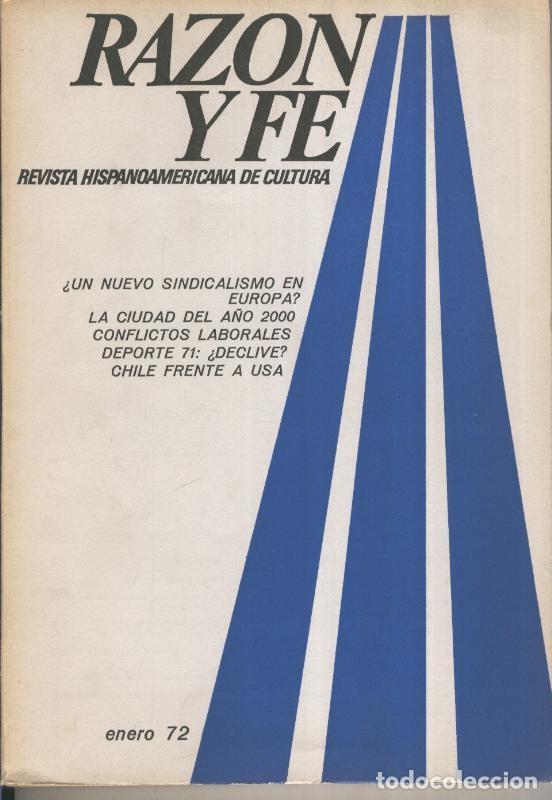 RAZON
Y FE
REVISTA HISPANOAMERICANA DE CULTURA
¿UN NUEVO SINDICALISMO EN
EUROPA?
LA CIUDAD DEL AÑO 2000
CONFLICTOS LABORALES
DEPORTE 71: ¿DECLIVE?
CHILE FRENTE A USA
enero 72
todocoleccion